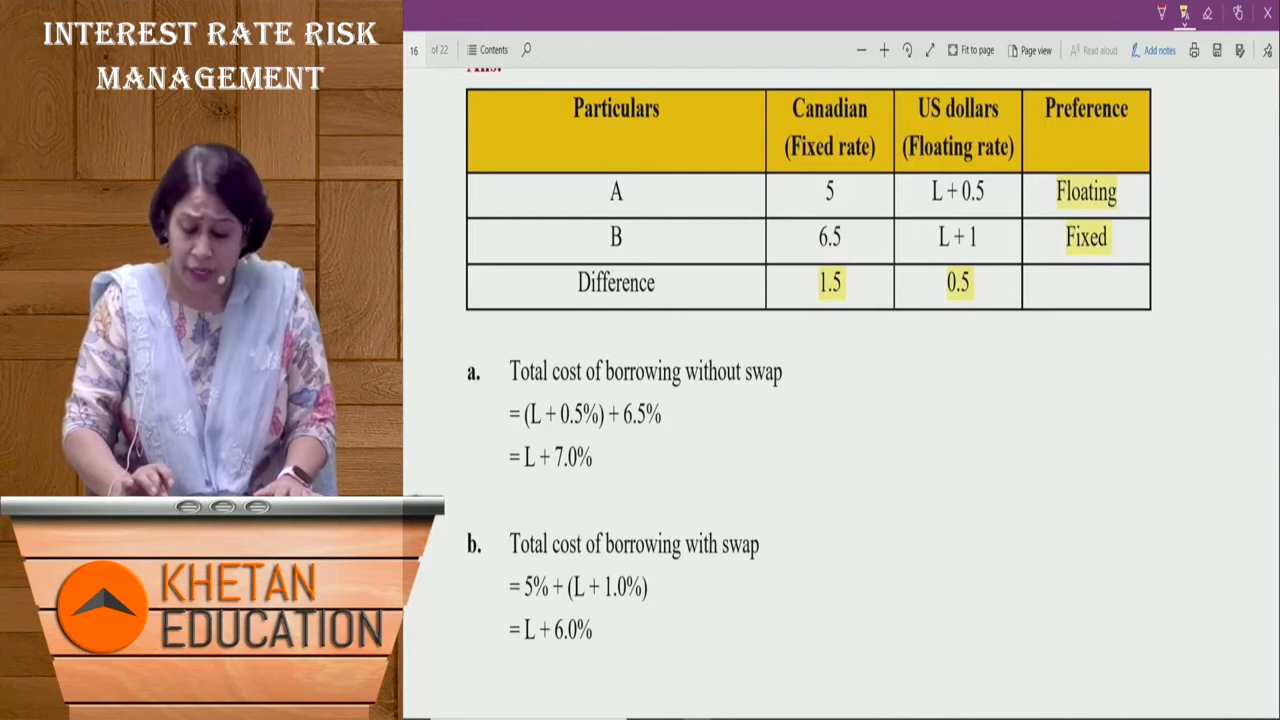 INTEREST RATE RISK
MANAGEMENT
16 of 22 Contents Fit to page Page view Read aloud Add notes
Ans.
Particulars Canadian (Fixed rate) US dollars (Floating rate) Preference
A 5 L + 0.5 Floating
B 6.5 L + 1 Fixed
Difference 1.5 0.5
a. Total cost of borrowing without swap
= (L + 0.5%) + 6.5%
= L + 7.0%
b. Total cost of borrowing with swap
= 5% + (L + 1.0%)
= L + 6.0%
KHETAN
EDUCATION